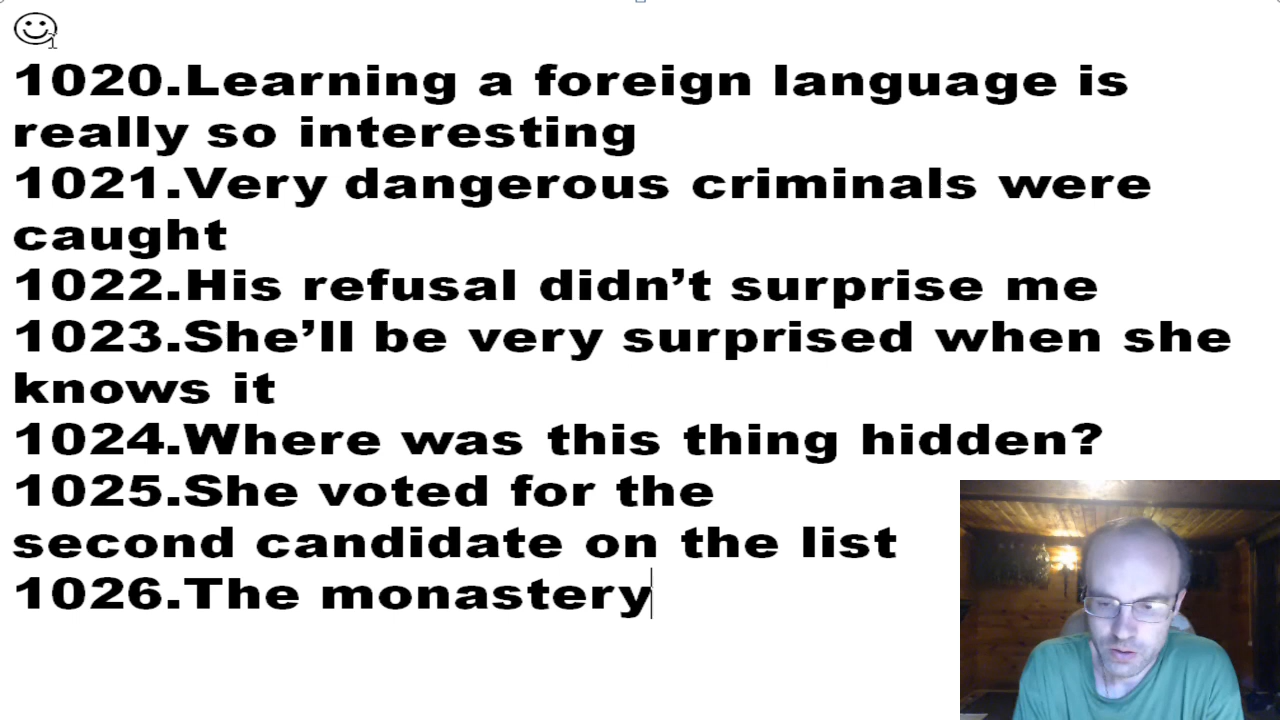 1020.Learning a foreign language is
really so interesting
1021.Very dangerous criminals were
caught
1022.His refusal didn’t surprise me
1023.She’ll be very surprised when she
knows it
1024.Where was this thing hidden?
1025.She voted for the
second candidate on the list
1026.The monastery